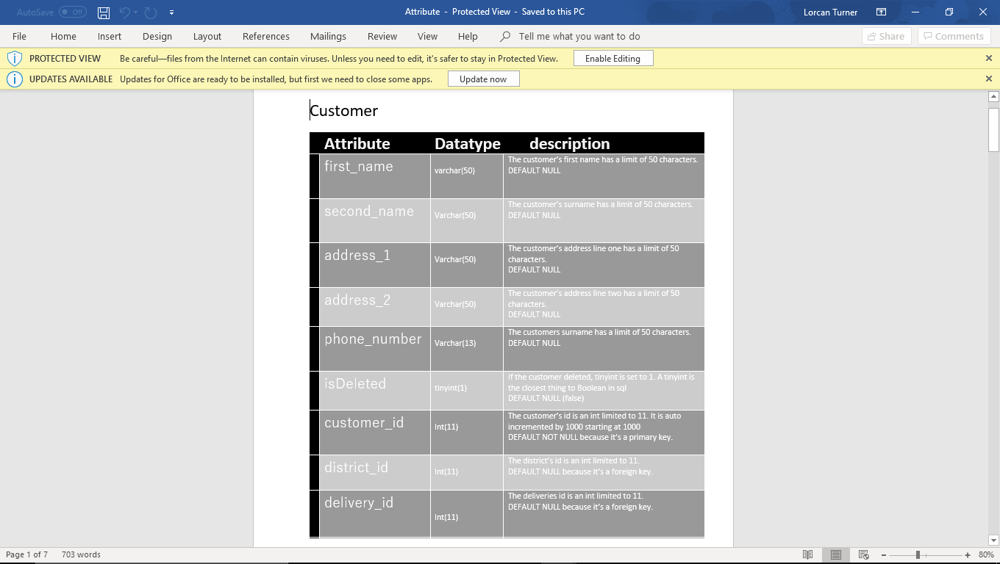 AutoSave Off
Attribute - Protected View - Saved to this PC
Lorcan Turner
File Home Insert Design Layout References Mailings Review View Help Tell me what you want to do Share Comments
PROTECTED VIEW Be careful—files from the Internet can contain viruses. Unless you need to edit, it's safer to stay in Protected View. Enable Editing
UPDATES AVAILABLE Updates for Office are ready to be installed, but first we need to close some apps. Update now
Customer
Attribute Datatype description
first_name
varchar(50)
The customer's first name has a limit of 50 characters.
DEFAULT NULL
second_name
Varchar(50)
The customer's surname has a limit of 50 characters.
DEFAULT NULL
address_1
Varchar(50)
The customer's address line one has a limit of 50
characters.
DEFAULT NULL
address_2
Varchar(50)
The customer's address line two has a limit of 50
characters.
DEFAULT NULL
phone_number
Varchar(13)
The customers surname has a limit of 50 characters.
DEFAULT NULL
isDeleted
tinyint(1)
If the customer deleted, tinyint is set to 1. A tinyint is
the closest thing to Boolean in sql
DEFAULT NULL (false)
customer_id
Int(11)
The customer's id is an int limited to 11. It is auto
incremented by 1000 starting at 1000
DEFAULT NOT NULL because it's a primary key.
district_id
Int(11)
The district's id is an int limited to 11.
DEFAULT NULL because it's a foreign key.
delivery_id
Int(11)
The deliveries id is an int limited to 11.
DEFAULT NULL because it's a foreign key.
Page 1 of 7 703 words 80%